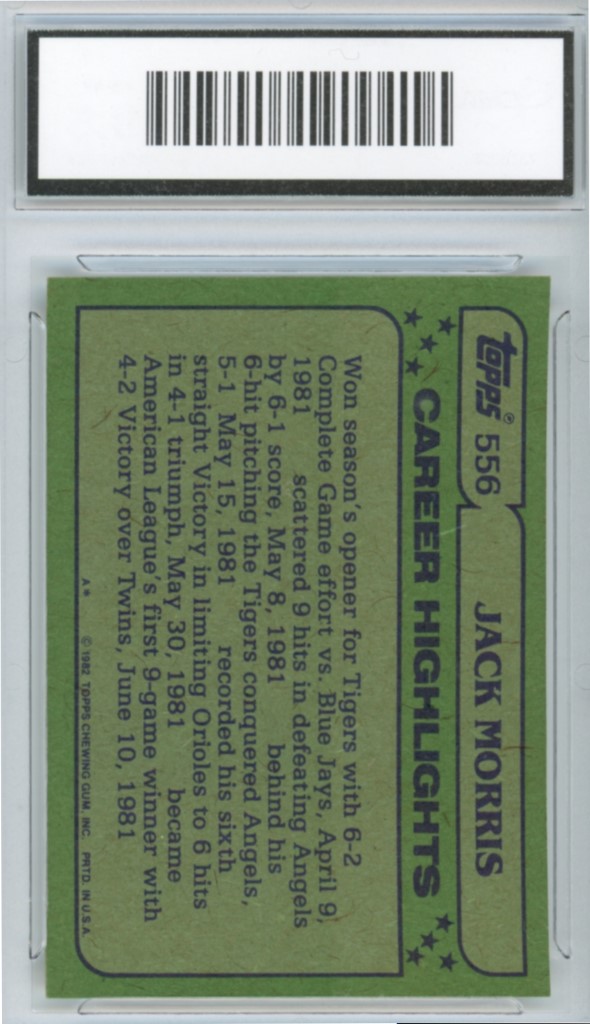 topps® 556 JACK MORRIS
CAREER HIGHLIGHTS
Won season's opener for Tigers with 6-2
Complete Game effort vs. Blue Jays, April 9,
1981 scattered 9 hits in defeating Angels
by 6-1 score, May 8, 1981 behind his
6-hit pitching the Tigers conquered Angels,
5-1 May 15, 1981 recorded his sixth
straight Victory in limiting Orioles to 6 hits
in 4-1 triumph, May 30, 1981 became
American League's first 9-game winner with
4-2 Victory over Twins, June 10, 1981
A* © 1982 TOPPS CHEWING GUM, INC. PRTD. IN U.S.A.